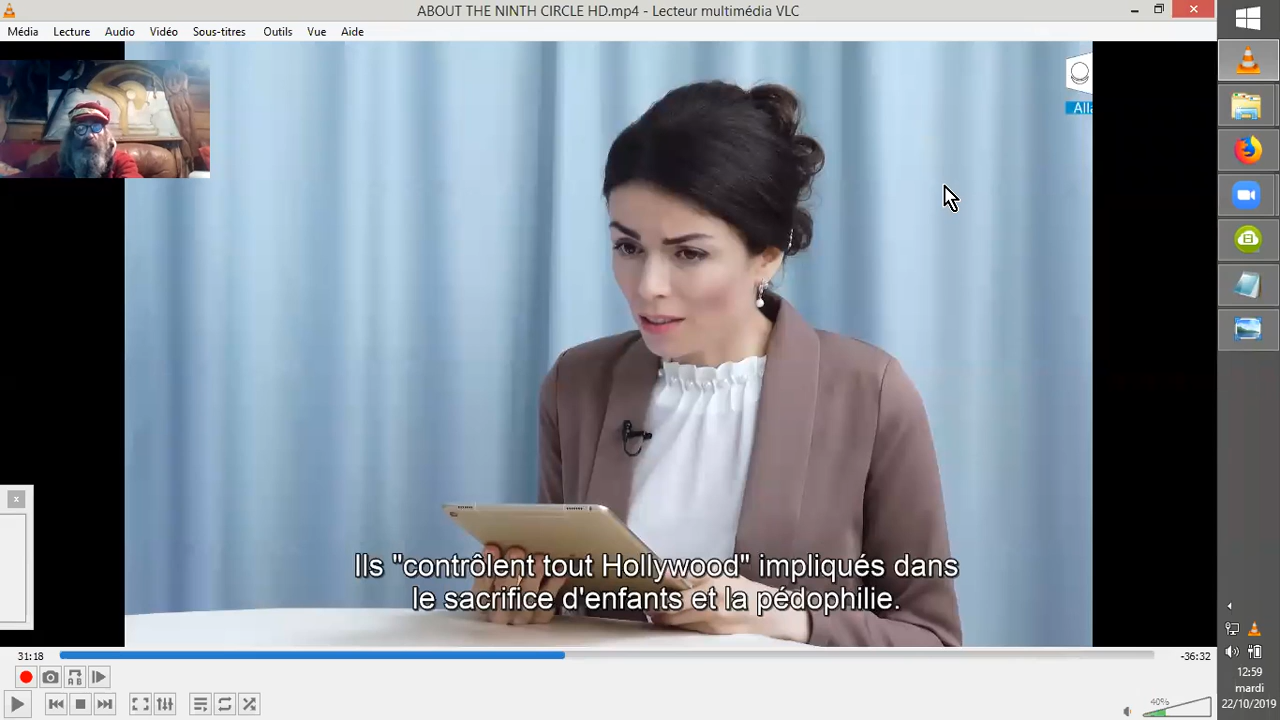 ABOUT THE NINTH CIRCLE HD.mp4 - Lecteur multimédia VLC
Média Lecture Audio Vidéo Sous-titres Outils Vue Aide
Alla
Ils "contrôlent tout Hollywood" impliqués dans
le sacrifice d'enfants et la pédophilie.
31:18
-36:32
40%
12:59
mardi
22/10/2019